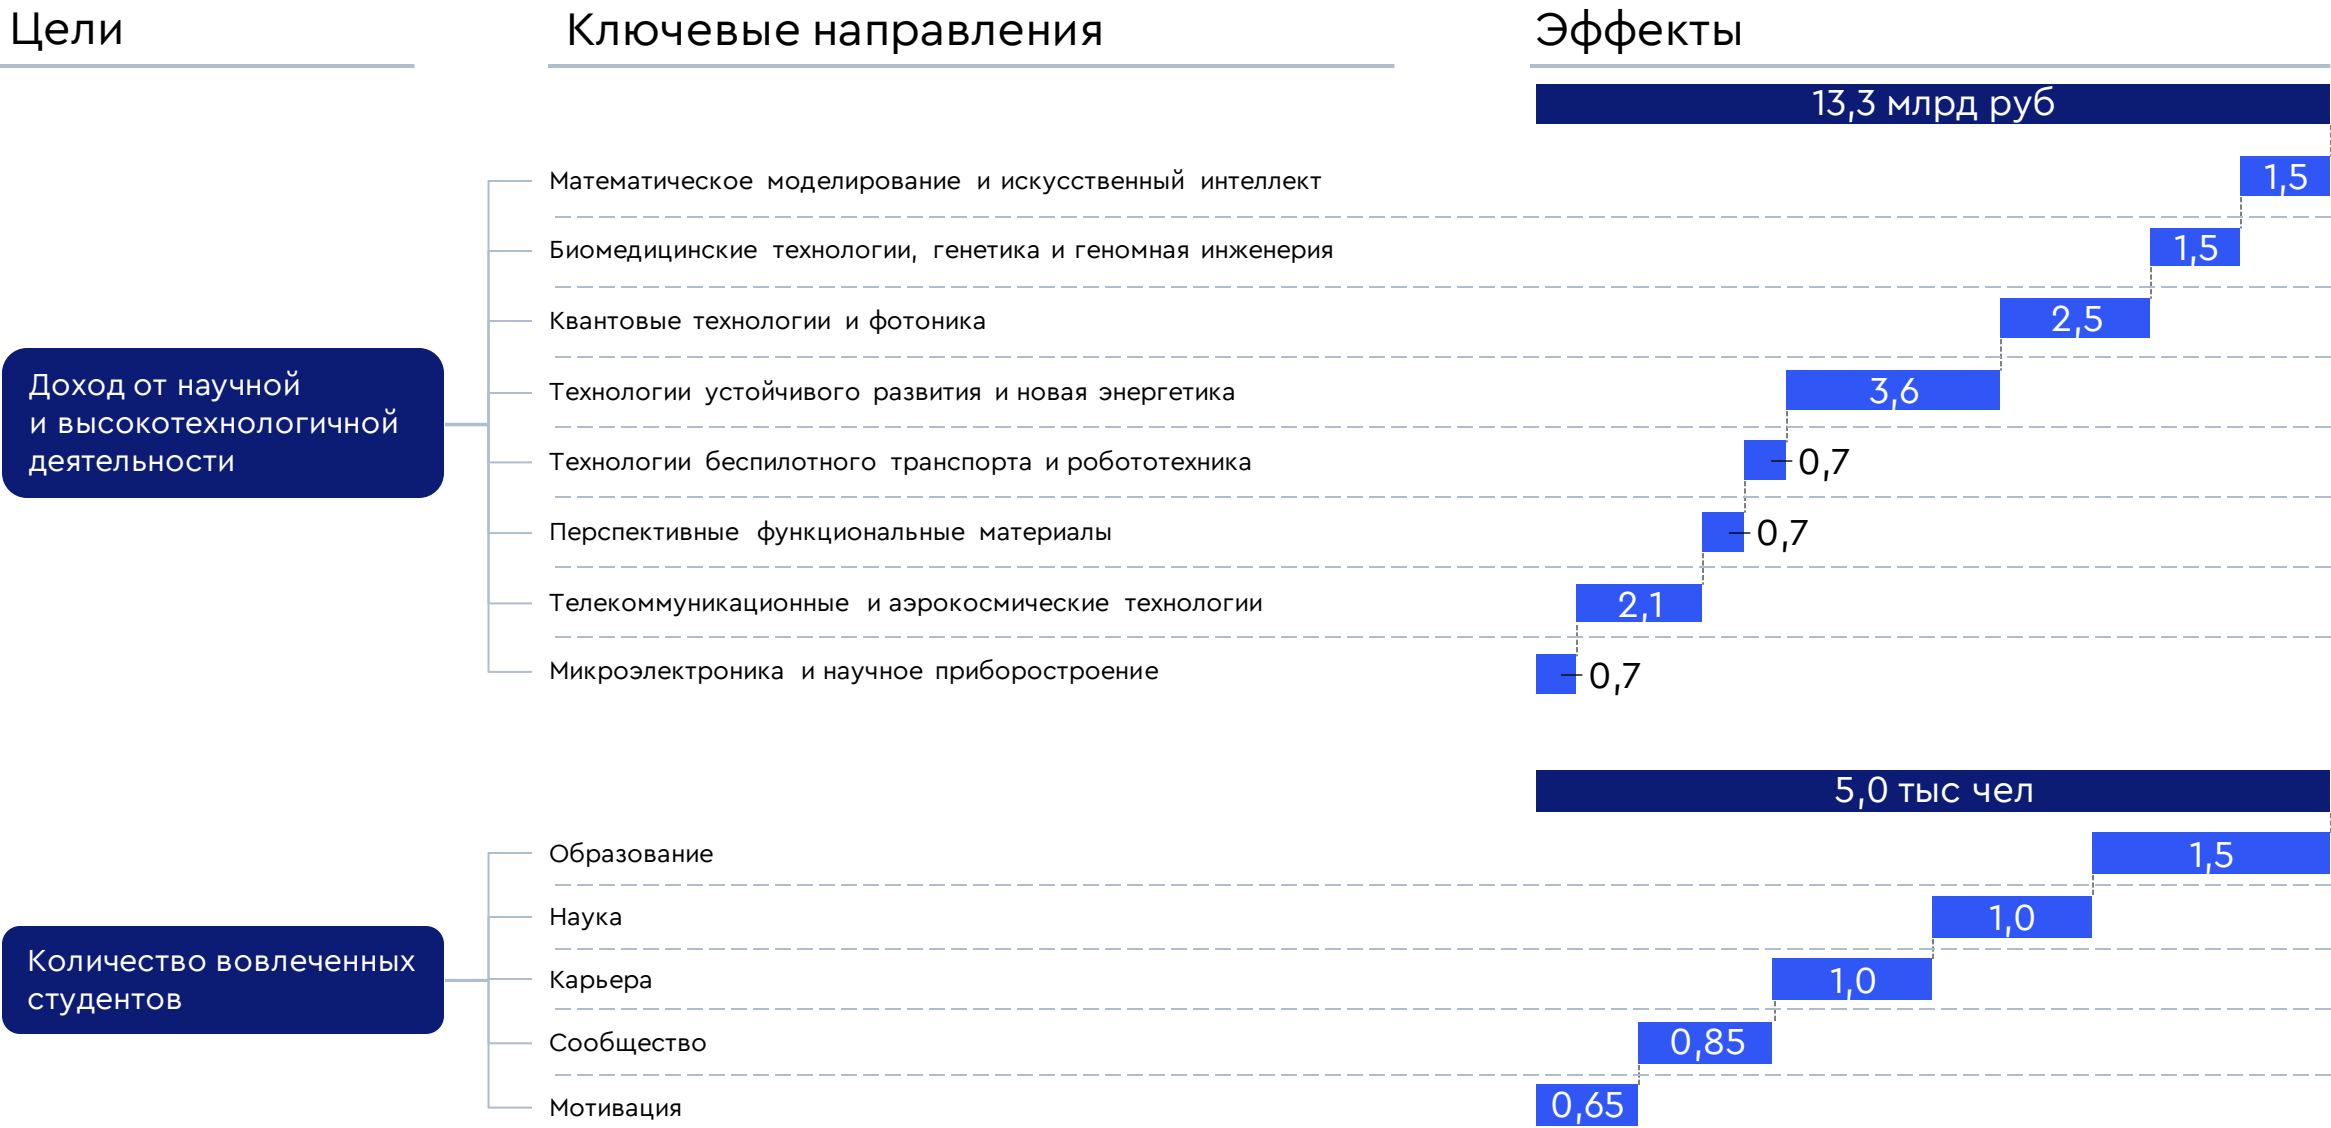 Цели
Ключевые направления
Эффекты
13,3 млрд руб
Математическое моделирование и искусственный интеллект
1,5
Биомедицинские технологии, генетика и геномная инженерия
1,5
Квантовые технологии и фотоника
2,5
Доход от научной
и высокотехнологичной
деятельности
Технологии устойчивого развития и новая энергетика
3,6
Технологии беспилотного транспорта и робототехника
0,7
Перспективные функциональные материалы
0,7
Телекоммуникационные и аэрокосмические технологии
2,1
Микроэлектроника и научное приборостроение
0,7
5,0 тыс чел
Образование
1,5
Наука
1,0
Количество вовлеченных
студентов
Карьера
1,0
Сообщество
0,85
Мотивация
0,65